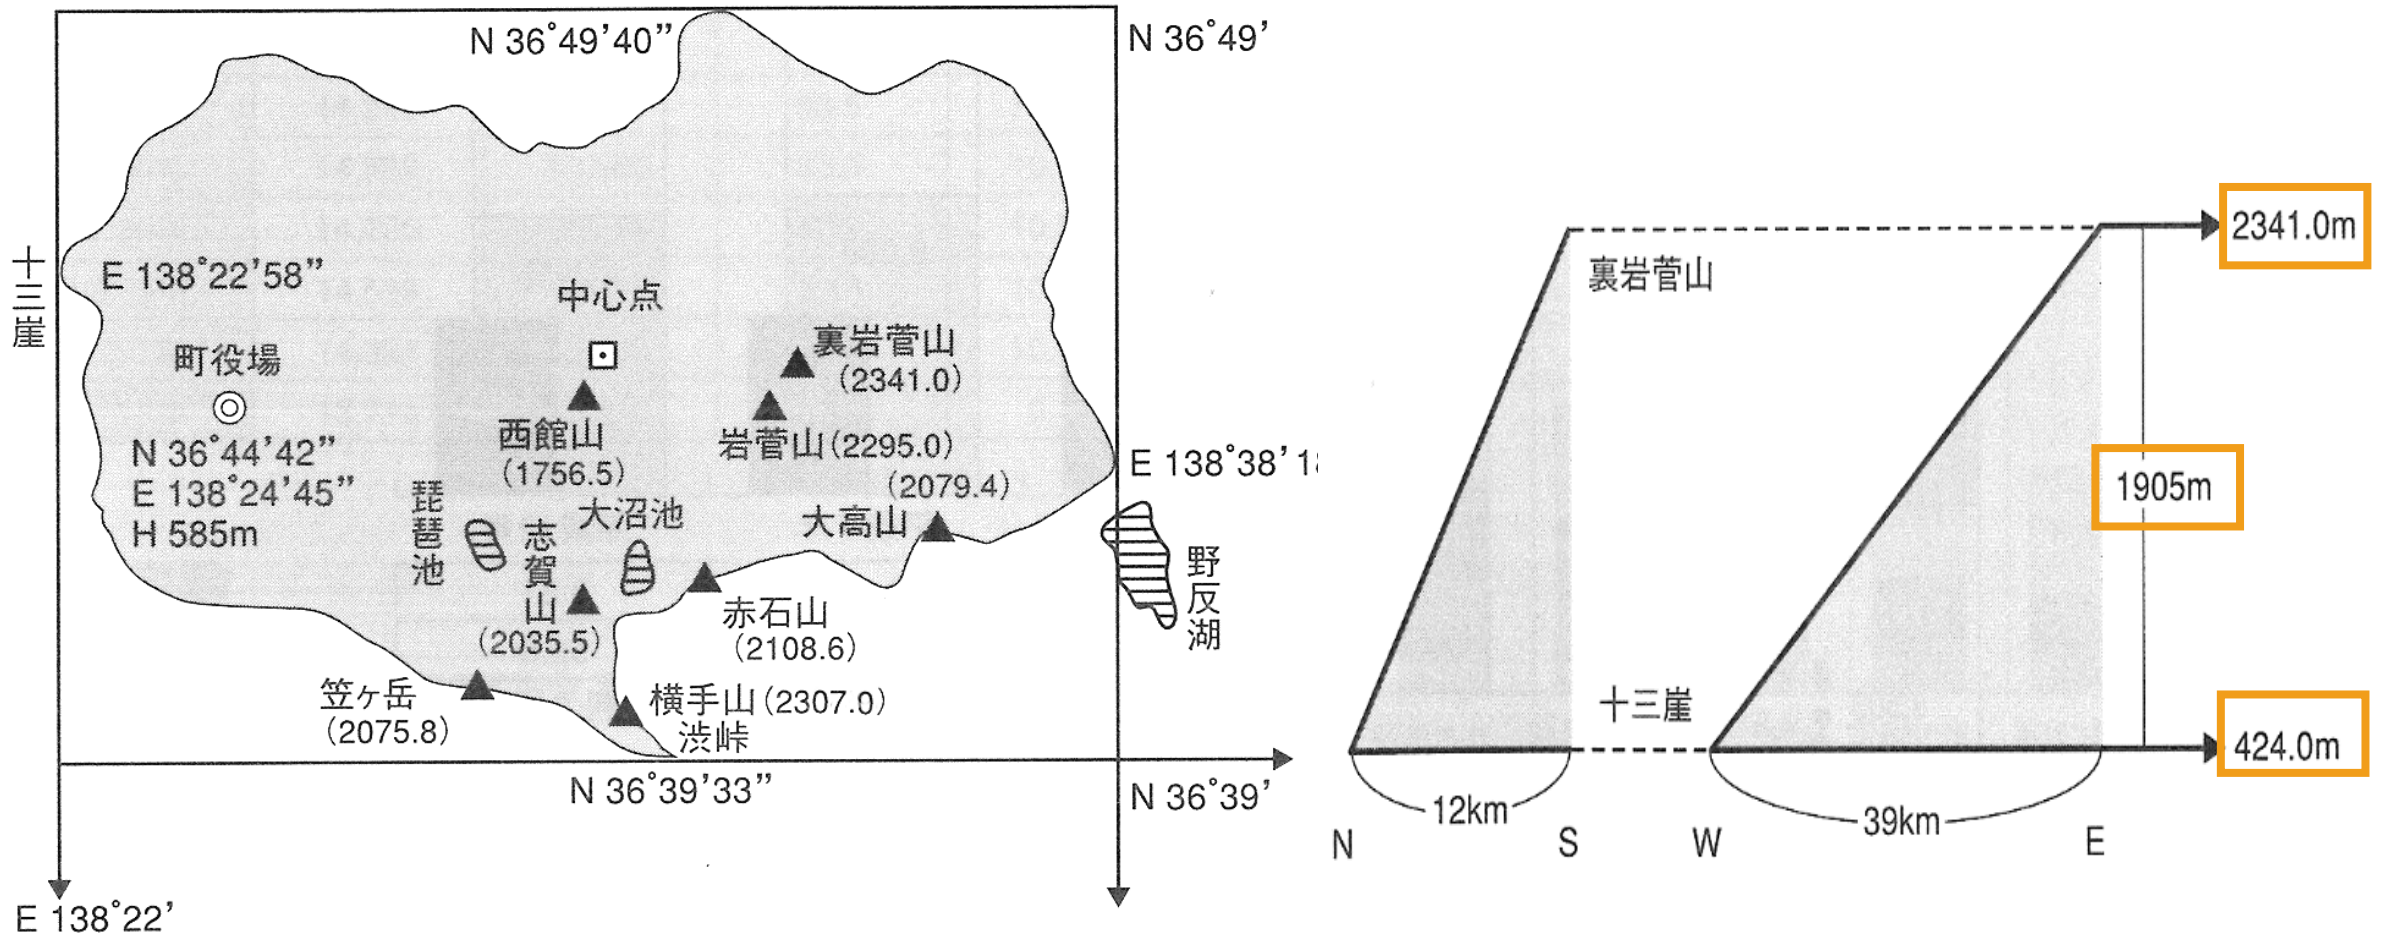 N 36°49’40”
N 36°49’
十三崖
E 138°22’58”
中心点
町役場
裏岩菅山
（2341.0）
西館山
（1756.5）
岩菅山（2295.0）
N 36°44’42”
E 138°24’45”
H 585m
E 138°38’
（2079.4）
大高山
琵琶池
志賀山
（2035.5）
大沼池
野反湖
赤石山
（2108.6）
笠ヶ岳
（2075.8）
横手山（2307.0）
渋峠
N 36°39’33”
N 36°39’
E 138°22’
2341.0m
裏岩菅山
1905m
十三崖
424.0m
12km
39km
N
S
W
E